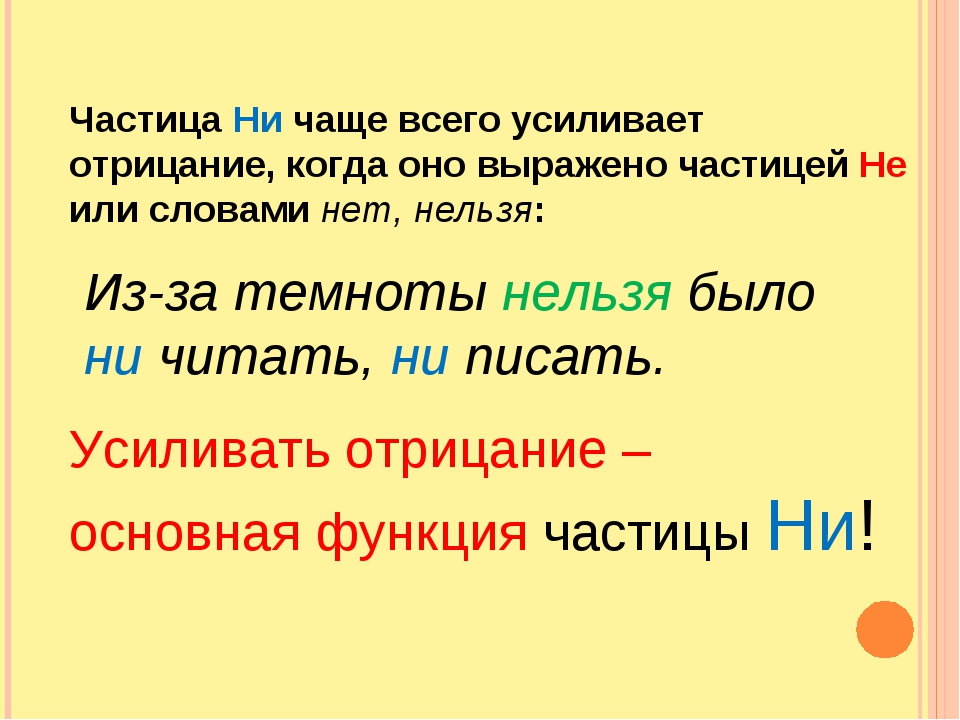 Частица Ни чаще всего усиливает
отрицание, когда оно выражено частицей Не
или словами нет, нельзя:
Из-за темноты нельзя было
ни читать, ни писать.
Усиливать отрицание –
основная функция частицы Ни!